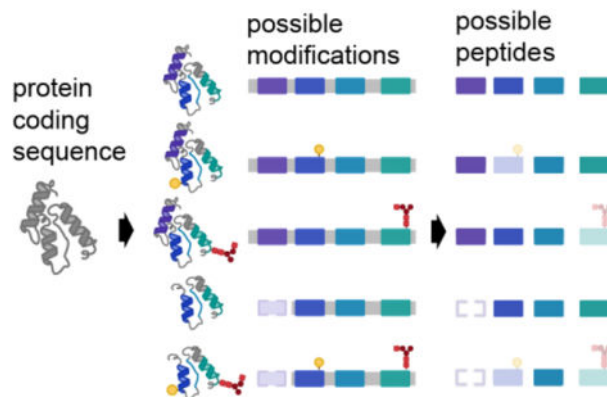 protein
coding
sequence
possible
modifications
possible
peptides